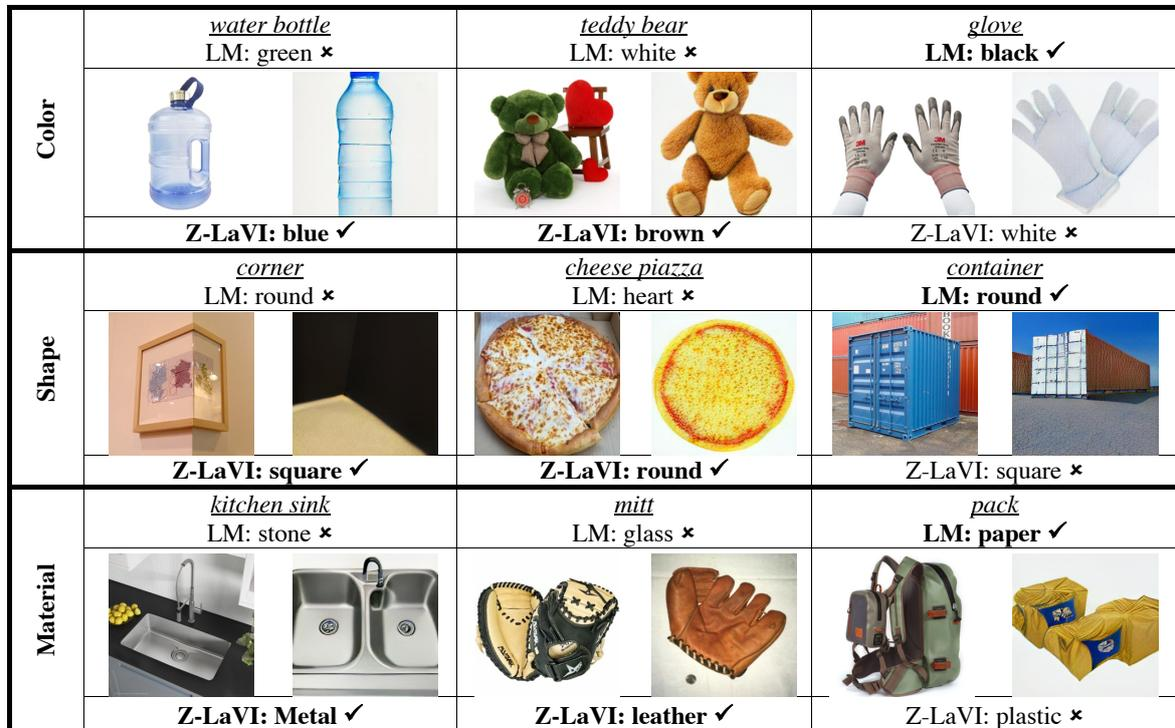 water bottle
LM: green ✗
teddy bear
LM: white ✗
glove
LM: black ✓
Color
3M
3M
Z-LaVI: blue ✓
Z-LaVI: brown ✓
Z-LaVI: white ✗
corner
LM: round ✗
cheese piazza
LM: heart ✗
container
LM: round ✓
Shape
Z-LaVI: square ✓
Z-LaVI: round ✓
Z-LaVI: square ✗
kitchen sink
LM: stone ✗
mitt
LM: glass ✗
pack
LM: paper ✓
Material
Z-LaVI: Metal ✓
Z-LaVI: leather ✓
Z-LaVI: plastic ✗